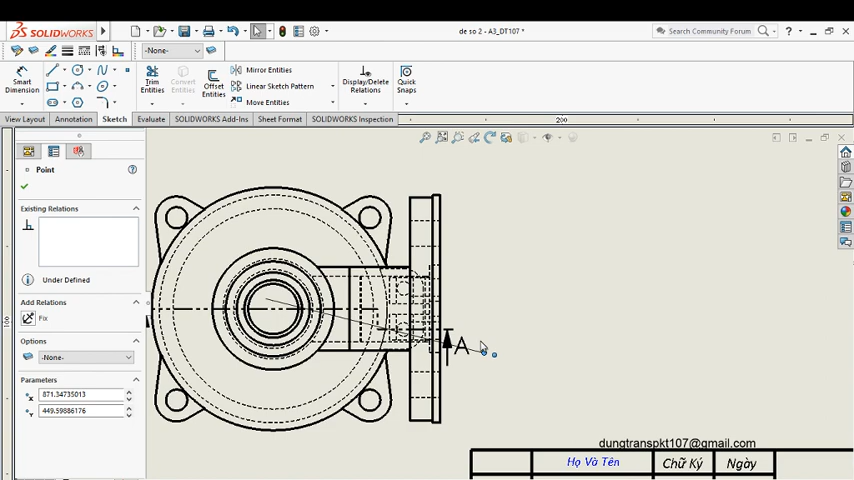 SOLIDWORKS
de so 2 - A3_DT107 *
Search Community Forum
-None-
Smart Dimension
Trim Entities
Convert Entities
Offset Entities
Mirror Entities
Linear Sketch Pattern
Move Entities
Display/Delete Relations
Quick Snaps
View Layout
Annotation
Sketch
Evaluate
SOLIDWORKS Add-Ins
Sheet Format
SOLIDWORKS Inspection
200
Point
Existing Relations
Under Defined
Add Relations
Fix
Options
-None-
Parameters
871.34735013
449.59886176
100
A
dungtranspkt107@gmail.com
Họ Và Tên
Chữ Ký
Ngày